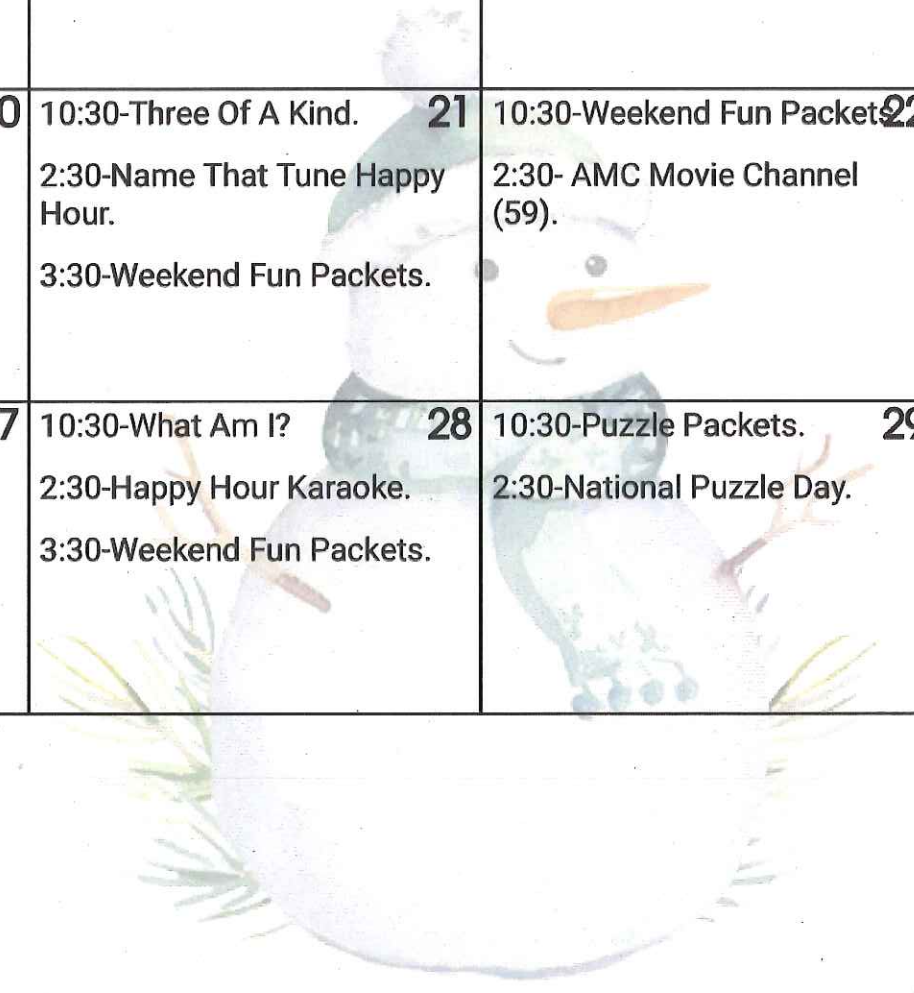 0
10:30-Three Of A Kind. 21
2:30-Name That Tune Happy
Hour.
3:30-Weekend Fun Packets.
10:30-Weekend Fun Packets. 22
2:30- AMC Movie Channel
(59).
7
10:30-What Am I? 28
2:30-Happy Hour Karaoke.
3:30-Weekend Fun Packets.
10:30-Puzzle Packets. 29
2:30-National Puzzle Day.